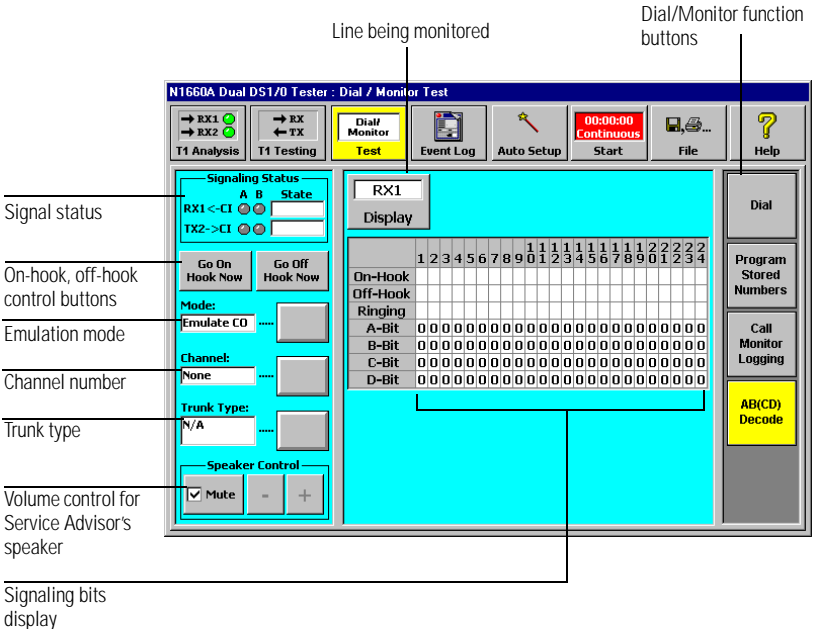 Dial/Monitor function
buttons
Line being monitored
N1660A Dual DS1/0 Tester : Dial / Monitor Test
→ RX1
→ RX2
T1 Analysis
→ RX
← TX
T1 Testing
Dial/
Monitor
Test
Event Log
Auto Setup
00:00:00
Continuous
Start
File
Help
Signaling Status
A B State
RX1<-CI
TX2->CI
Go On
Hook Now
Go Off
Hook Now
Mode:
Emulate CO .....
Channel:
None .....
Trunk Type:
N/A .....
Speaker Control
Mute - +
RX1
Display
1 2 3 4 5 6 7 8 9 10 11 12 13 14 15 16 17 18 19 20 21 22 23 24
On-Hook
Off-Hook
Ringing
A-Bit 0 0 0 0 0 0 0 0 0 0 0 0 0 0 0 0 0 0 0 0 0 0 0 0
B-Bit 0 0 0 0 0 0 0 0 0 0 0 0 0 0 0 0 0 0 0 0 0 0 0 0
C-Bit 0 0 0 0 0 0 0 0 0 0 0 0 0 0 0 0 0 0 0 0 0 0 0 0
D-Bit 0 0 0 0 0 0 0 0 0 0 0 0 0 0 0 0 0 0 0 0 0 0 0 0
Dial
Program
Stored
Numbers
Call
Monitor
Logging
AB(CD)
Decode
Signal status
On-hook, off-hook
control buttons
Emulation mode
Channel number
Trunk type
Volume control for
Service Advisor's
speaker
Signaling bits
display